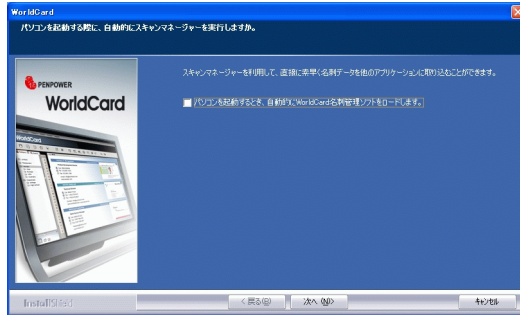 WorldCard
パソコンを起動する際に、自動的にスキャンマネージャーを実行しますか。
スキャンマネージャーを利用して、直接に素早く名刺データを他のアプリケーションに取り込むことができます。
PENPOWER
WorldCard
パソコンを起動するとき、自動的にWorldCard名刺管理ソフトをロードします。
WorldCard
InstallShield
< 戻る(B)
次へ (N)>
キャンセル